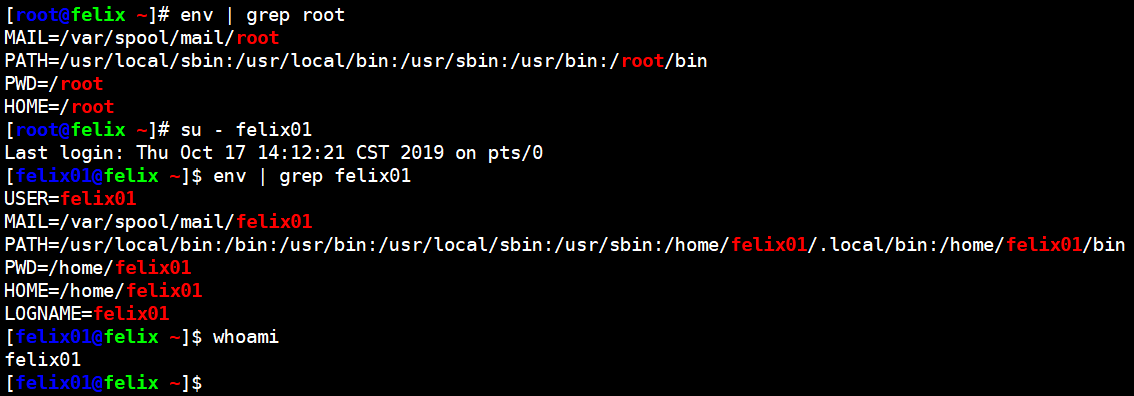 [root@felix ~]# env | grep root
MAIL=/var/spool/mail/root
PATH=/usr/local/sbin:/usr/local/bin:/usr/sbin:/usr/bin:/root/bin
PWD=/root
HOME=/root
[root@felix ~]# su - felix01
Last login: Thu Oct 17 14:12:21 CST 2019 on pts/0
[felix01@felix ~]$ env | grep felix01
USER=felix01
MAIL=/var/spool/mail/felix01
PATH=/usr/local/bin:/bin:/usr/bin:/usr/local/sbin:/usr/sbin:/home/felix01/.local/bin:/home/felix01/bin
PWD=/home/felix01
HOME=/home/felix01
LOGNAME=felix01
[felix01@felix ~]$ whoami
felix01
[felix01@felix ~]$